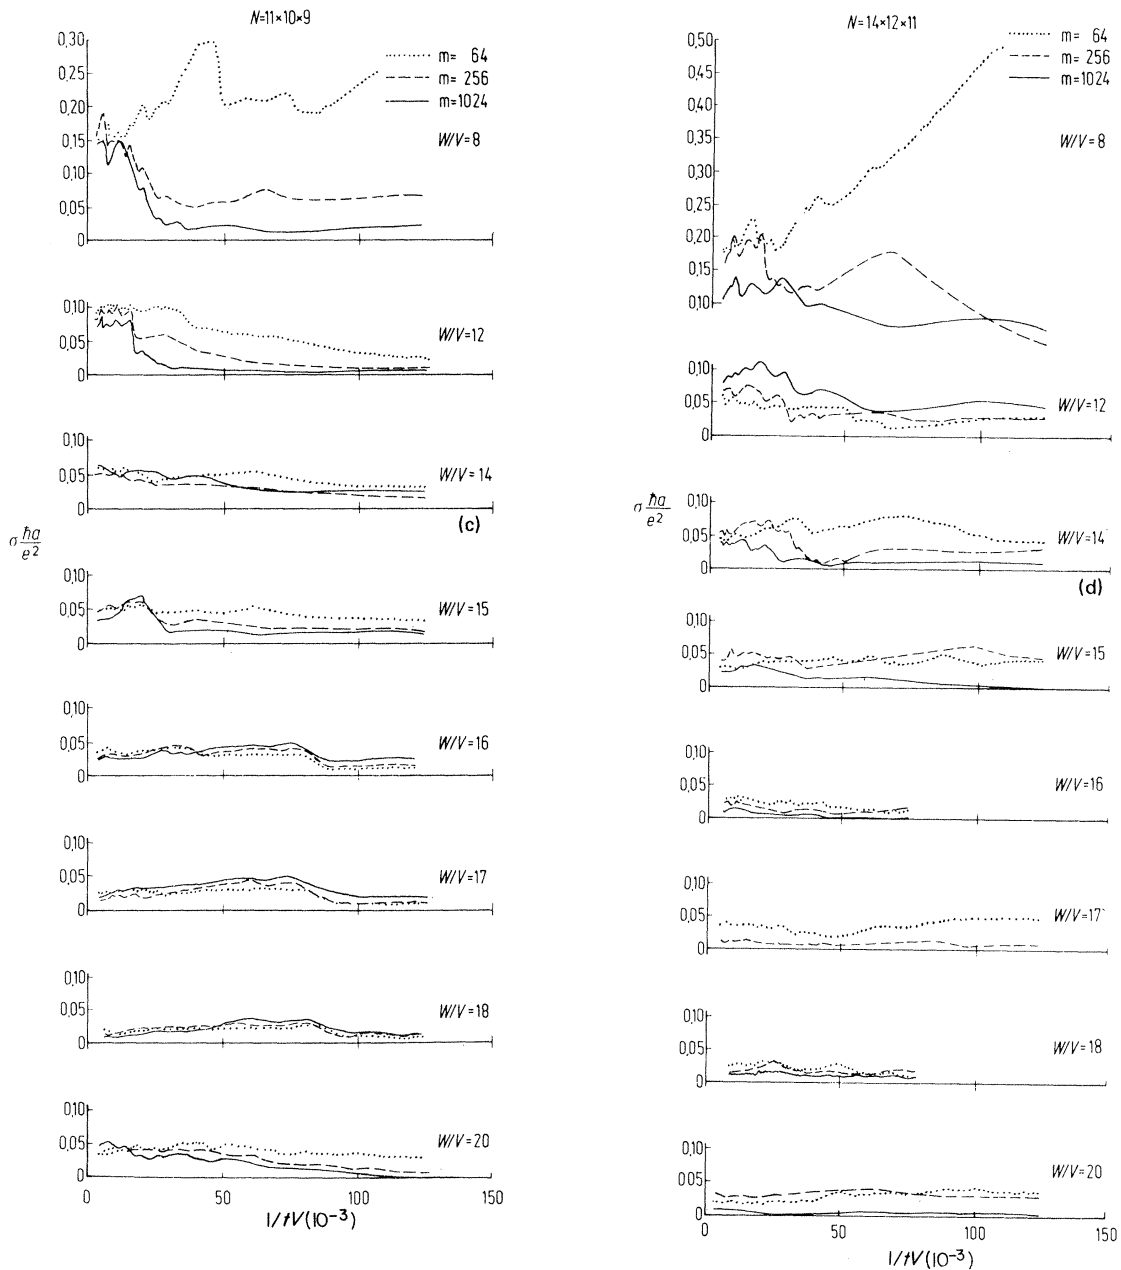 N=11×10×9
0,30
0,25
0,20
0,15
0,10
0,05
0
m= 64
m= 256
m=1024
W/V=8
0,10
0,05
0
W/V=12
0,10
0,05
0
W/V=14
(c)
σ ħa/e²
0,10
0,05
0
W/V=15
0,10
0,05
0
W/V=16
0,10
0,05
0
W/V=17
0,10
0,05
0
W/V=18
0,10
0,05
0
W/V=20
0 50 100 150
1/tV(10⁻³)
N=14×12×11
0,50
0,40
0,45
0,35
0,30
0,25
0,20
0,15
0,10
m= 64
m= 256
m=1024
W/V=8
0,10
0,05
0
W/V=12
σ ħa/e²
0,10
0,05
0
W/V=14
(d)
0,10
0,05
0
W/V=15
0,10
0,05
0
W/V=16
0,10
0,05
0
W/V=17
0,10
0,05
0
W/V=18
0,10
0.05
0
W/V=20
0 50 100 150
1/tV(10⁻³)